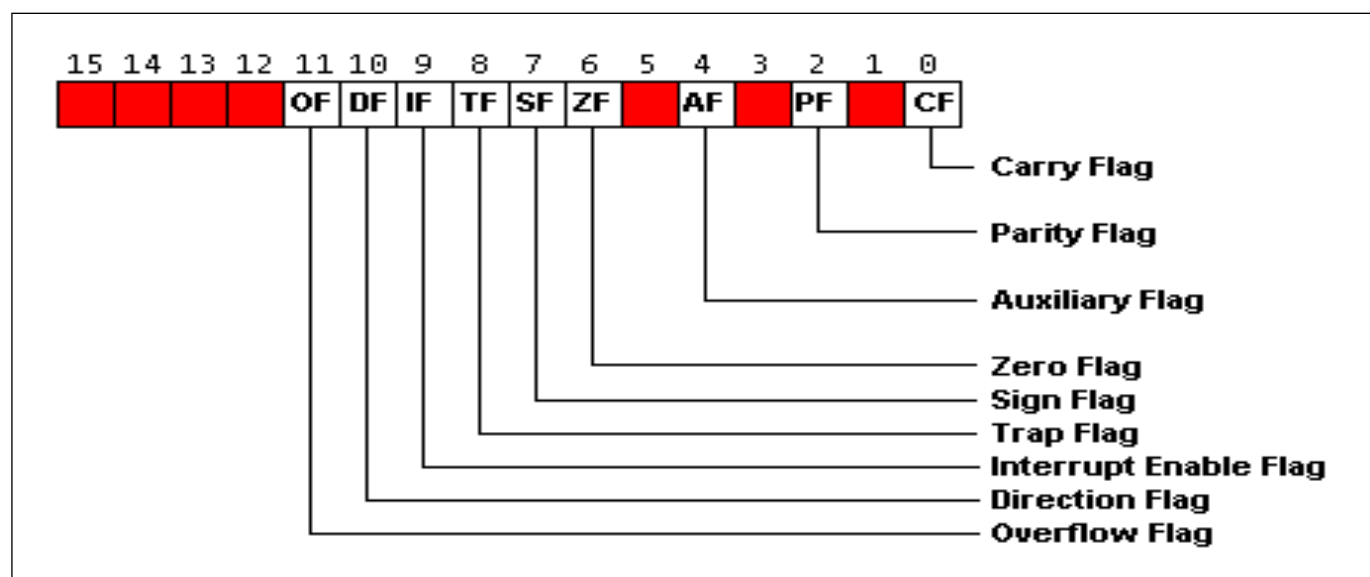 15 14 13 12 11 10 9 8 7 6 5 4 3 2 1 0
OF DF IF TF SF ZF AF PF CF
Carry Flag
Parity Flag
Auxiliary Flag
Zero Flag
Sign Flag
Trap Flag
Interrupt Enable Flag
Direction Flag
Overflow Flag